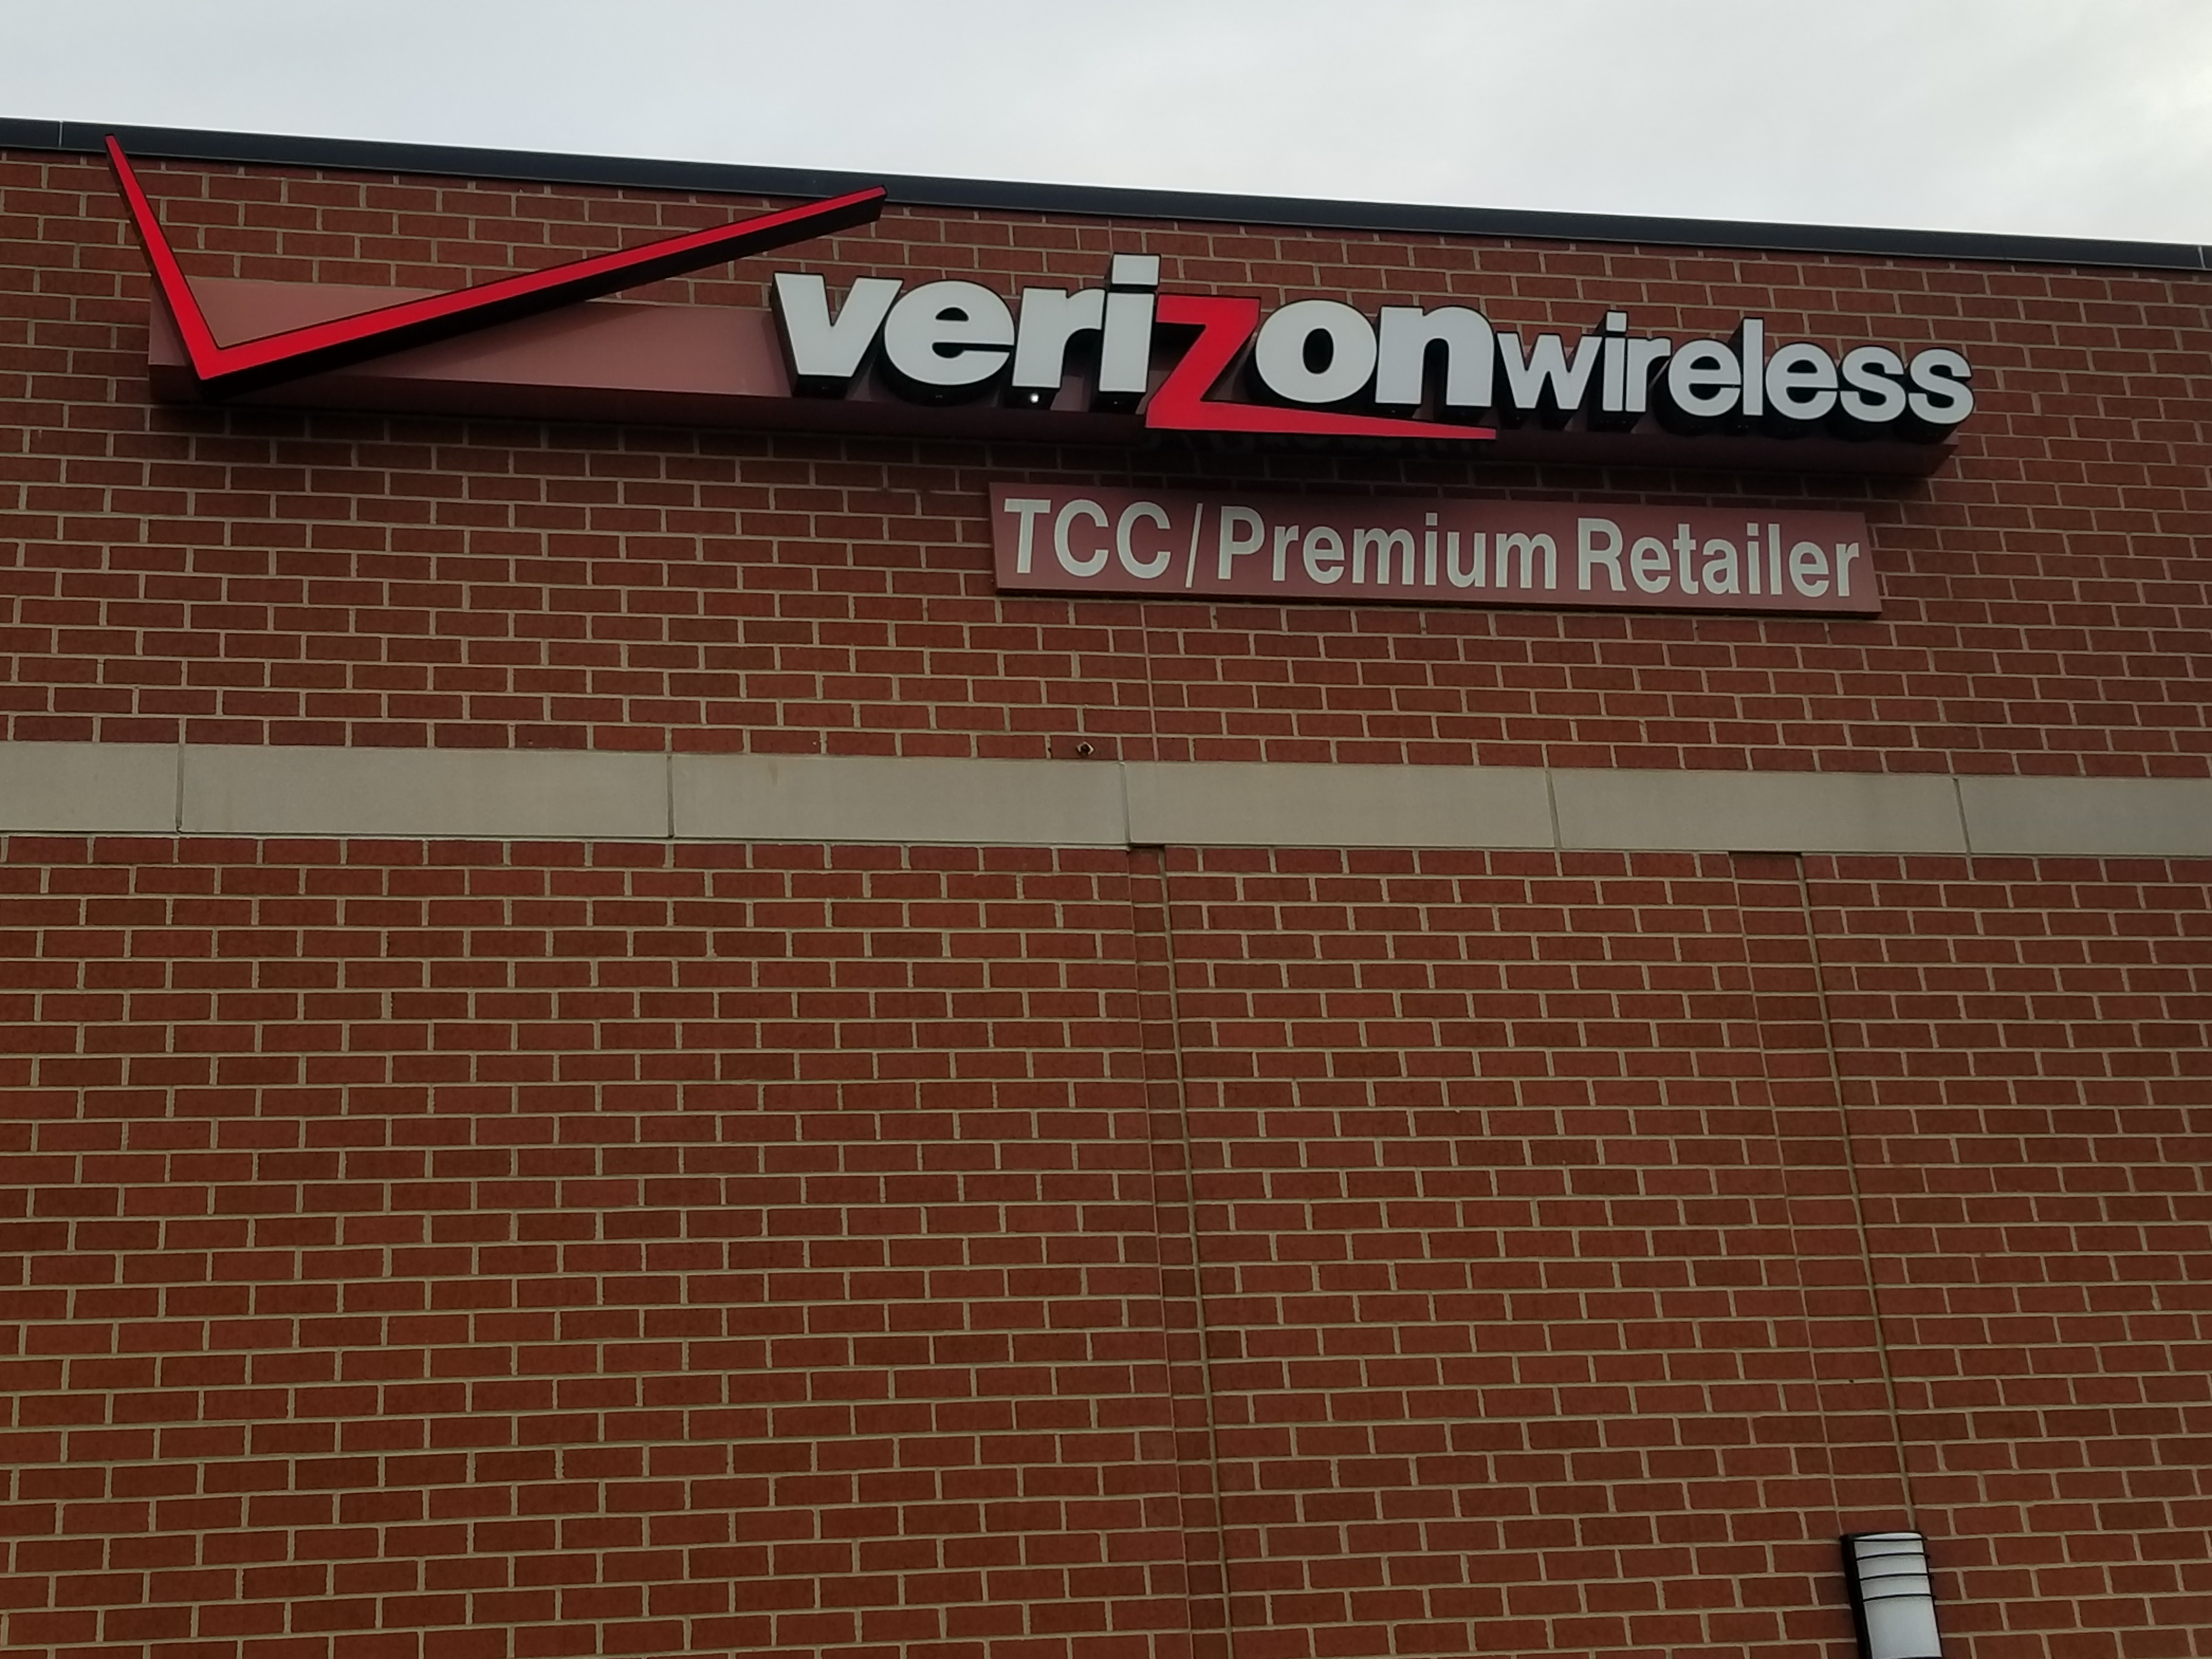 verizonwireless
TCC/Premium Retailer